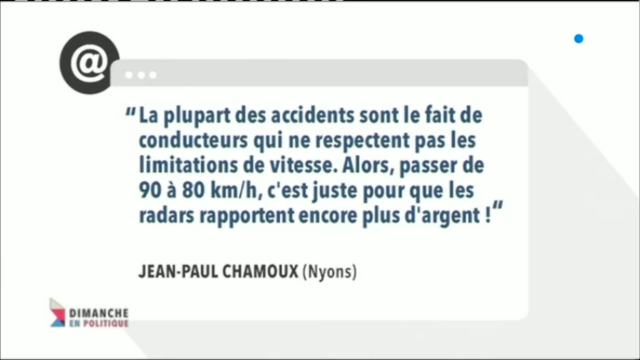 @
“ La plupart des accidents sont le fait de
conducteurs qui ne respectent pas les
limitations de vitesse. Alors, passer de
90 à 80 km/h, c'est juste pour que les
radars rapportent encore plus d'argent ! “
JEAN-PAUL CHAMOUX (Nyons)
DIMANCHE
EN POLITIQUE